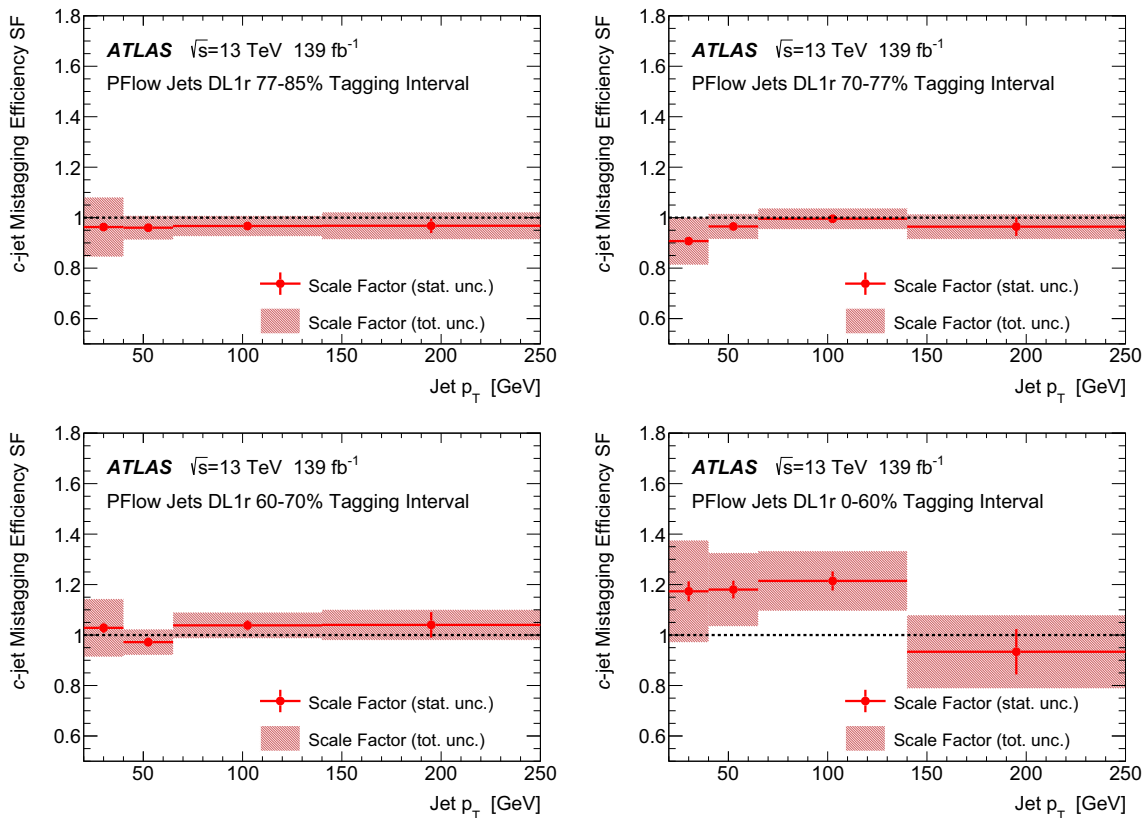 c-jet Mistagging Efficiency SF
1.8
1.6
1.4
1.2
1
0.8
0.6
ATLAS √s=13 TeV 139 fb-1
PFlow Jets DL1r 77-85% Tagging Interval
Scale Factor (stat. unc.)
Scale Factor (tot. unc.)
50 100 150 200 250
Jet pT [GeV]
c-jet Mistagging Efficiency SF
1.8
1.6
1.4
1.2
1
0.8
0.6
ATLAS √s=13 TeV 139 fb-1
PFlow Jets DL1r 70-77% Tagging Interval
Scale Factor (stat. unc.)
Scale Factor (tot. unc.)
50 100 150 200 250
Jet pT [GeV]
c-jet Mistagging Efficiency SF
1.8
1.6
1.4
1.2
1
0.8
0.6
ATLAS √s=13 TeV 139 fb-1
PFlow Jets DL1r 60-70% Tagging Interval
Scale Factor (stat. unc.)
Scale Factor (tot. unc.)
50 100 150 200 250
Jet pT [GeV]
c-jet Mistagging Efficiency SF
1.8
1.6
1.4
1.2
1
0.8
0.6
ATLAS √s=13 TeV 139 fb-1
PFlow Jets DL1r 0-60% Tagging Interval
Scale Factor (stat. unc.)
Scale Factor (tot. unc.)
50 100 150 200 250
Jet pT [GeV]